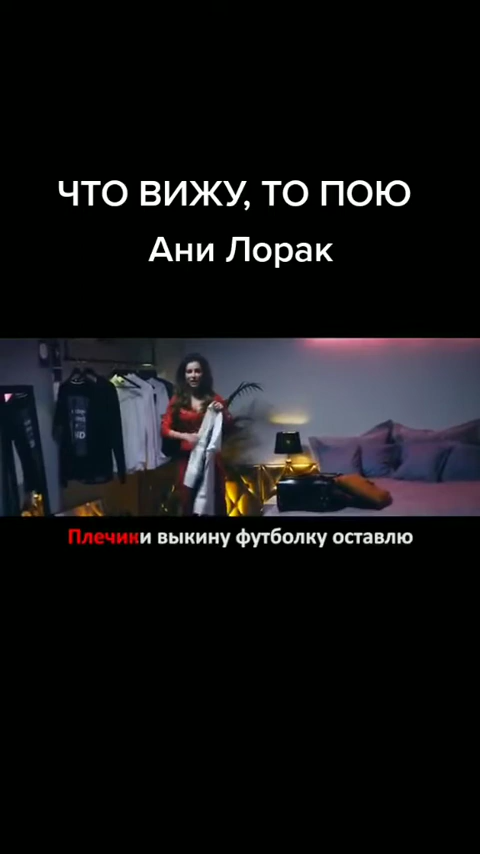 ЧТО ВИЖУ, ТО ПОЮ
Ани Лорак
Плечики выкину футболку оставлю